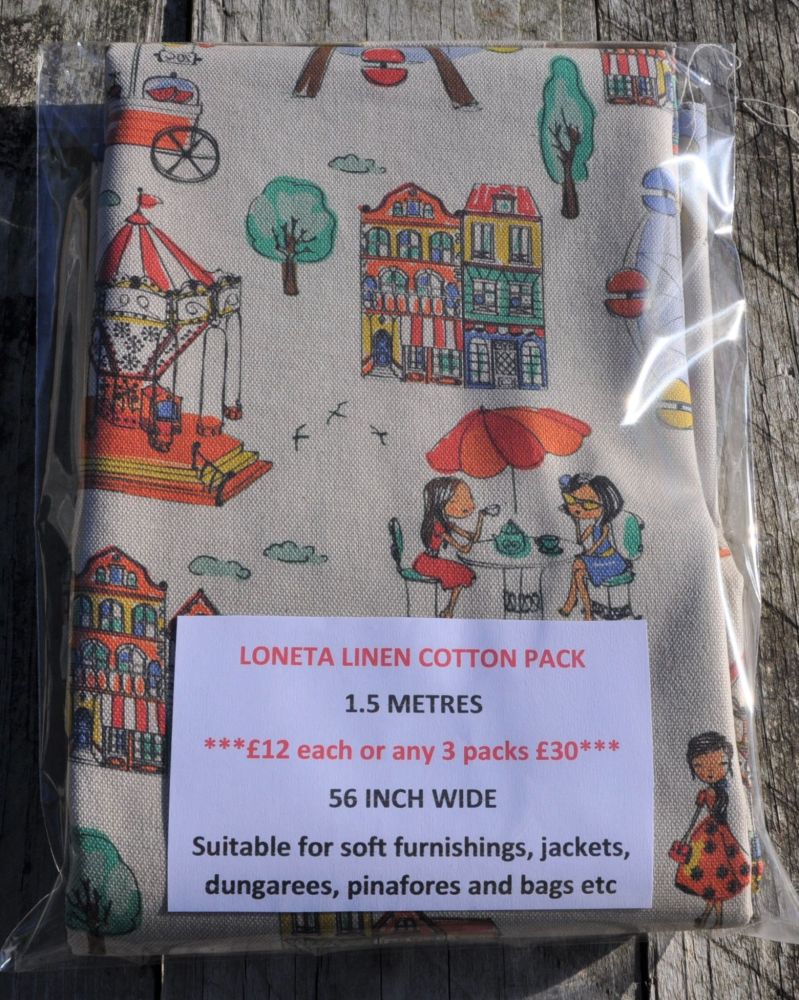 LONETA LINEN COTTON PACK
1.5 METRES
***£12 each or any 3 packs £30***
56 INCH WIDE
Suitable for soft furnishings, jackets,
dungarees, pinafores and bags etc